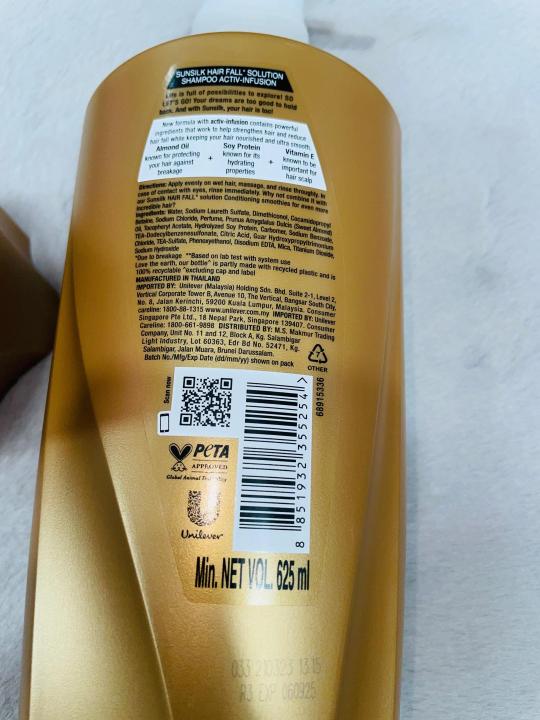 SUNSILK HAIR FALL* SOLUTION
SHAMPOO ACTIV-INFUSION
Life is full of possibilities to explore! SO
LET'S GO! Your dreams are too good to hold
back. And with Sunsilk, your hair is too!
New formula with activ-infusion contains powerful
ingredients that work to help strengthen hair and reduce
hair fall while keeping your hair nourished and ultra smooth.
Almond Oil
known for protecting
your hair against
breakage
+
Soy Protein
known for its
hydrating
properties
+
Vitamin E
known to be
important for
hair scalp
Directions: Apply evenly on wet hair, massage, and rinse throughly. In
case of contact with eyes, rinse immediately. Why not combine it with
SUNSILK HAIR FALL* solution Conditioning smoothies for even more
incredible hair?
Ingredients: Water, Sodium Laureth Sulfate, Dimethiconol, Cocamidopropyl
Betaine, Sodium Chloride, Perfume, Prunus Amygdalus Dulcis (Sweet Almond)
Oil, Tocopheryl Acetate, Hydrolyzed Soy Protein, Carbomer, Sodium Benzoate,
TEA-Dodecylbenzenesulfonate, Citric Acid, Guar Hydroxypropyltrimonium
Chloride, TEA-Sulfate, Phenoxyethanol, Disodium EDTA, Mica, Titanium Dioxide,
Sodium Hydroxide
*Due to breakage **Based on lab test with system use
Love the earth, our bottle^ is partly made with recycled plastic and is
100% recyclable ^excluding cap and label
MANUFACTURED IN THAILAND
IMPORTED BY: Unilever (Malaysia) Holding Sdn. Bhd. Suite 2-1, Level 2,
Vertical Corporate Tower B, Avenue 10, The Vertical, Bangsar South City,
No. 8, Jalan Kerinchi, 59200 Kuala Lumpur, Malaysia. Consumer
careline: 1800-88-1315 www.unilever.com.my IMPORTED BY: Unilever
Singapore Pte Ltd., 18 Nepal Park, Singapore 139407. Consumer
Careline: 1800-661-9898 DISTRIBUTED BY: M.S. Makmur Trading
Company, Unit No. 11 and 12, Block A, Kg. Salambigar
Light Industry, Lot 60363, Edr Bd No. 52471, Kg.
Salambigar, Jalan Muara, Brunei Darussalam.
Batch No./Mfg/Exp Date (dd/mm/yy) shown on pack
7
OTHER
Scan now
68915336
8 851932 355254 >
PETA
APPROVED
Global Animal Test Policy
Unilever
Min. NET VOL. 625 ml
033 210323 13:15
R3 EXP 060925